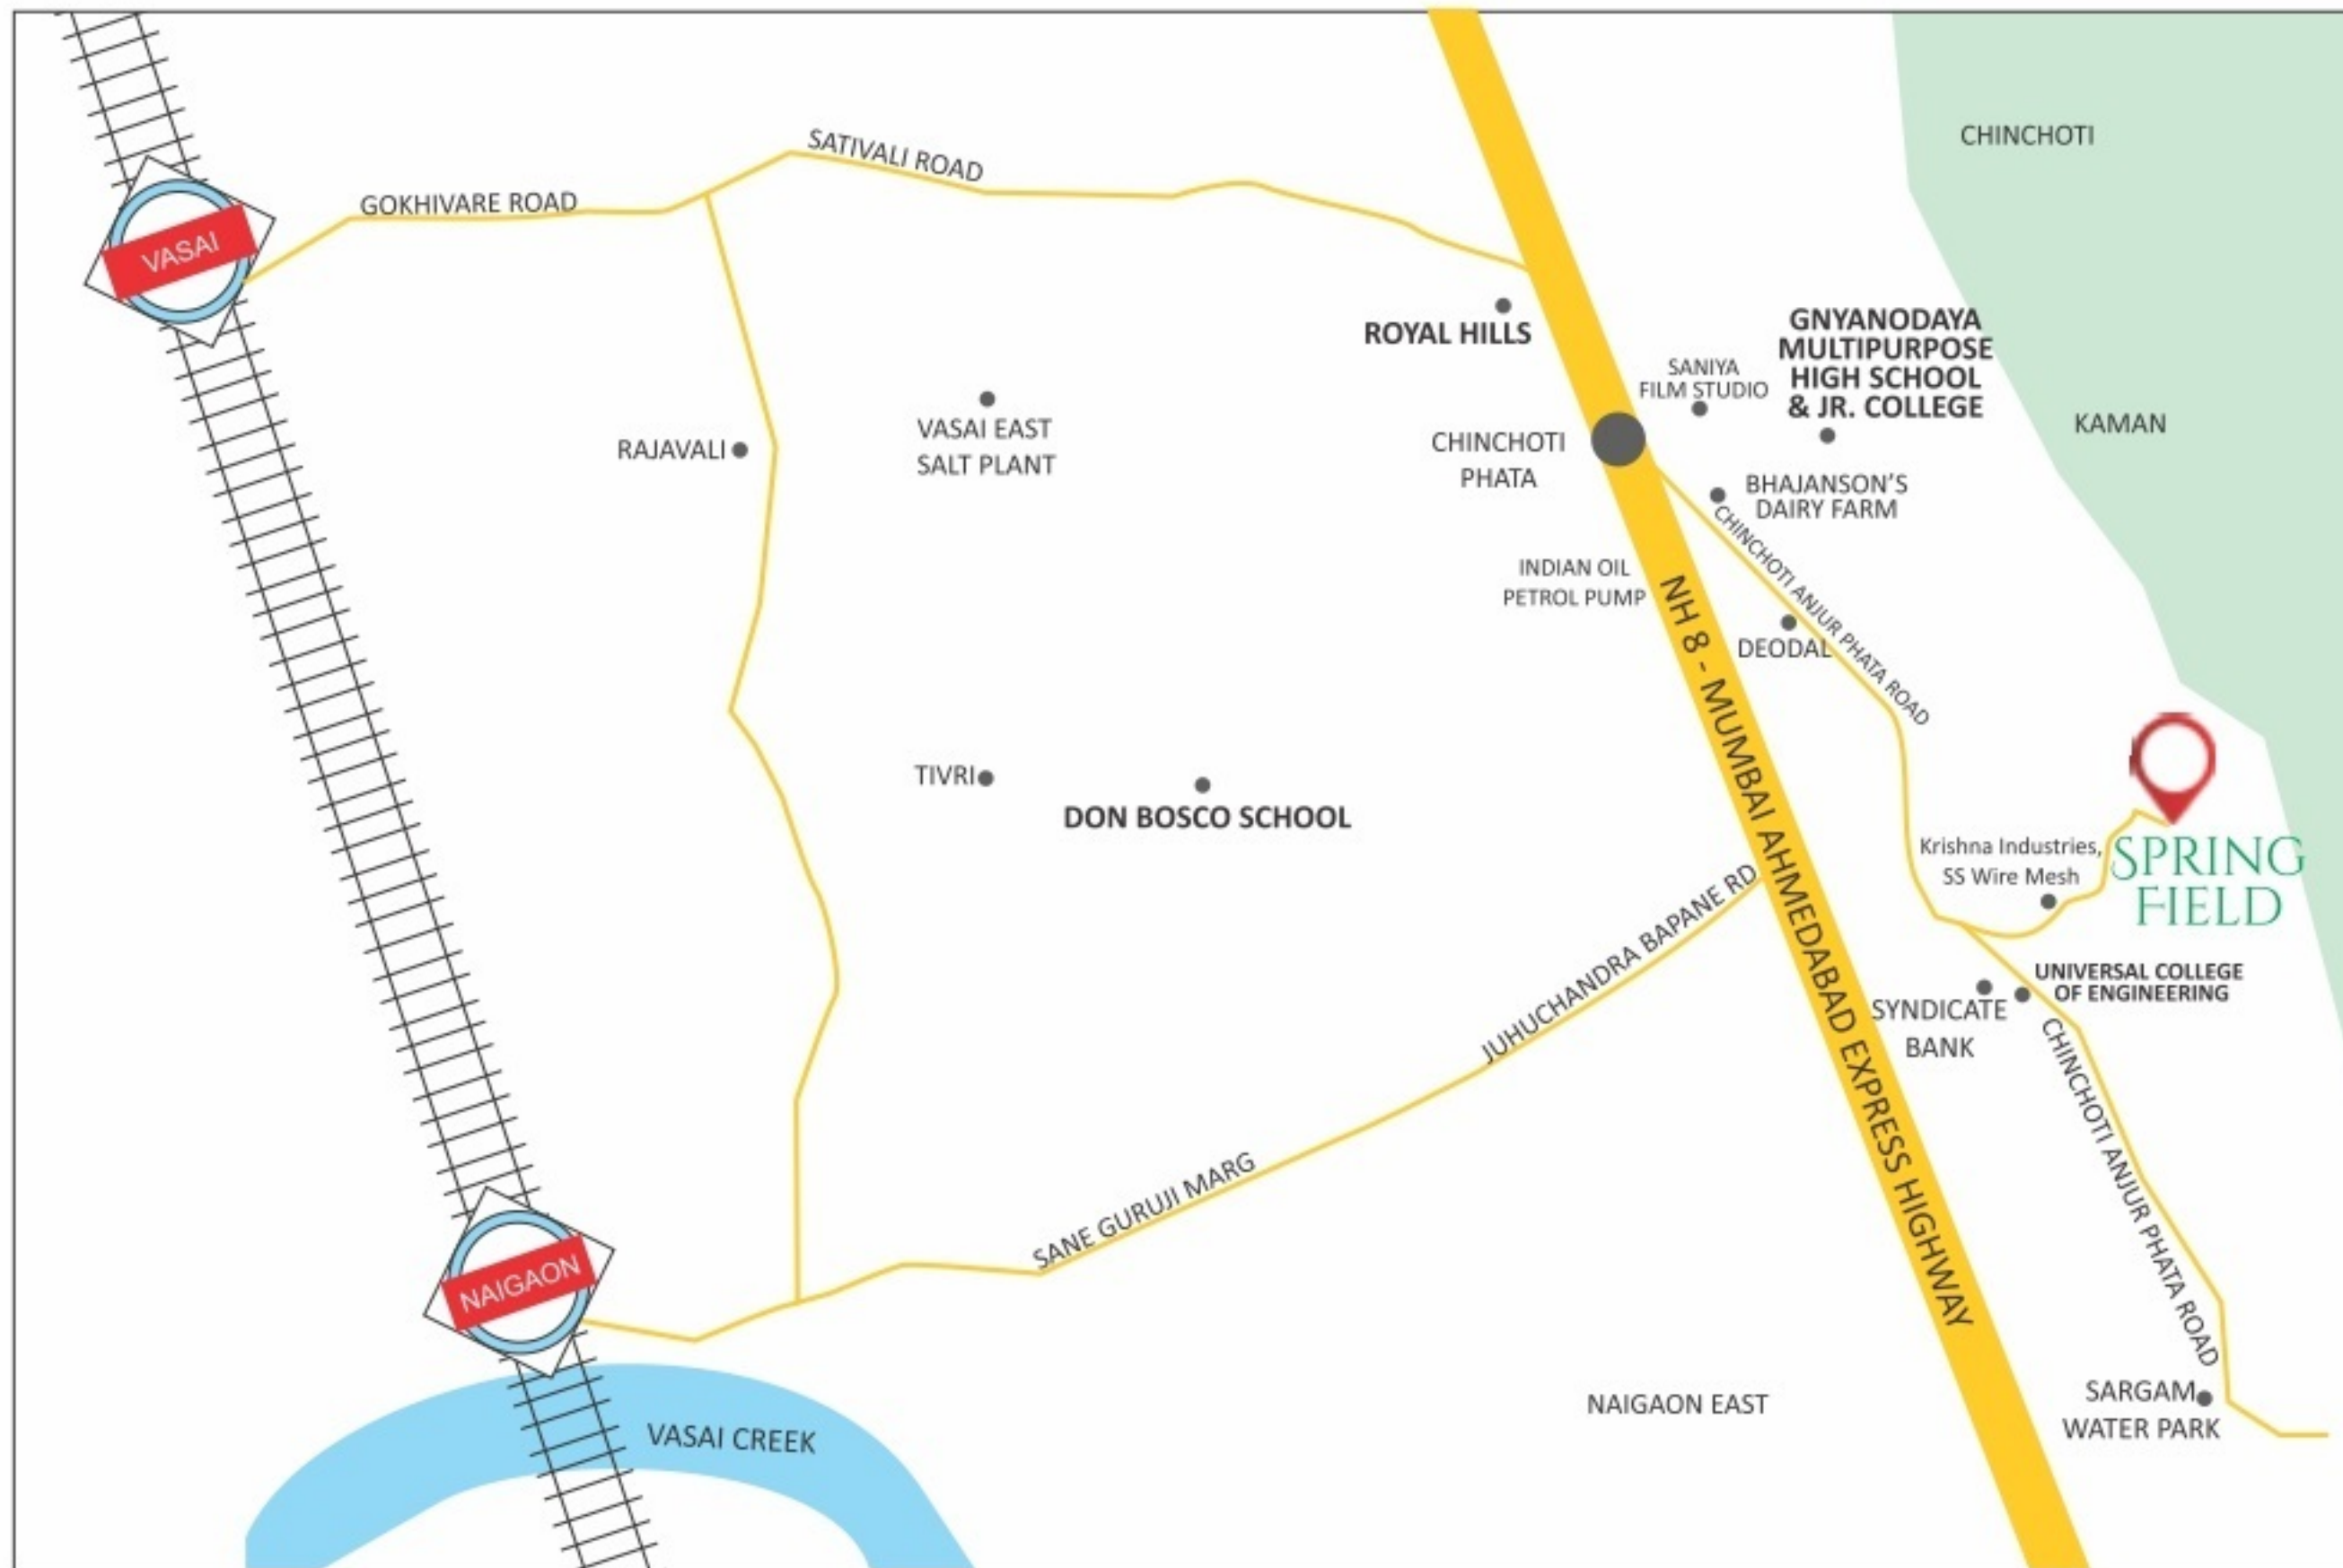 CHINCHOTI
SATIVALI ROAD
GOKHIVARE ROAD
VASAI
ROYAL HILLS
GNYANODAYA
MULTIPURPOSE
HIGH SCHOOL
& JR. COLLEGE
SANIYA
FILM STUDIO
KAMAN
VASAI EAST
SALT PLANT
RAJAVALI
CHINCHOTI
PHATA
BHAJANSON'S
DAIRY FARM
CHINCHOTI ANJUR PHATA ROAD
INDIAN OIL
PETROL PUMP
DEODAL
NH 8 - MUMBAI AHMEDABAD EXPRESS HIGHWAY
TIVRI
DON BOSCO SCHOOL
Krishna Industries,
SS Wire Mesh
SPRING
FIELD
JUHUCHANDRA BAPANE RD
UNIVERSAL COLLEGE
OF ENGINEERING
SYNDICATE
BANK
CHINCHOTI ANJUR PHATA ROAD
SANE GURUJI MARG
NAIGAON
NAIGAON EAST
SARGAM
WATER PARK
VASAI CREEK